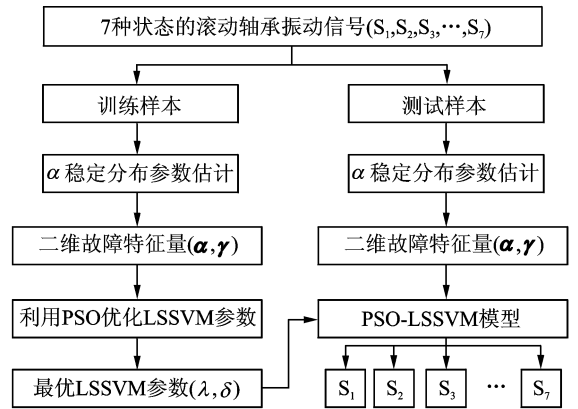 7种状态的滚动轴承振动信号(S₁,S₂,S₃,⋯,S₇)
训练样本
测试样本
α 稳定分布参数估计
α 稳定分布参数估计
二维故障特征量(α,γ)
二维故障特征量(α,γ)
利用PSO优化LSSVM参数
PSO-LSSVM模型
最优LSSVM参数(λ,δ)
S₁ S₂ S₃ ⋯ S₇